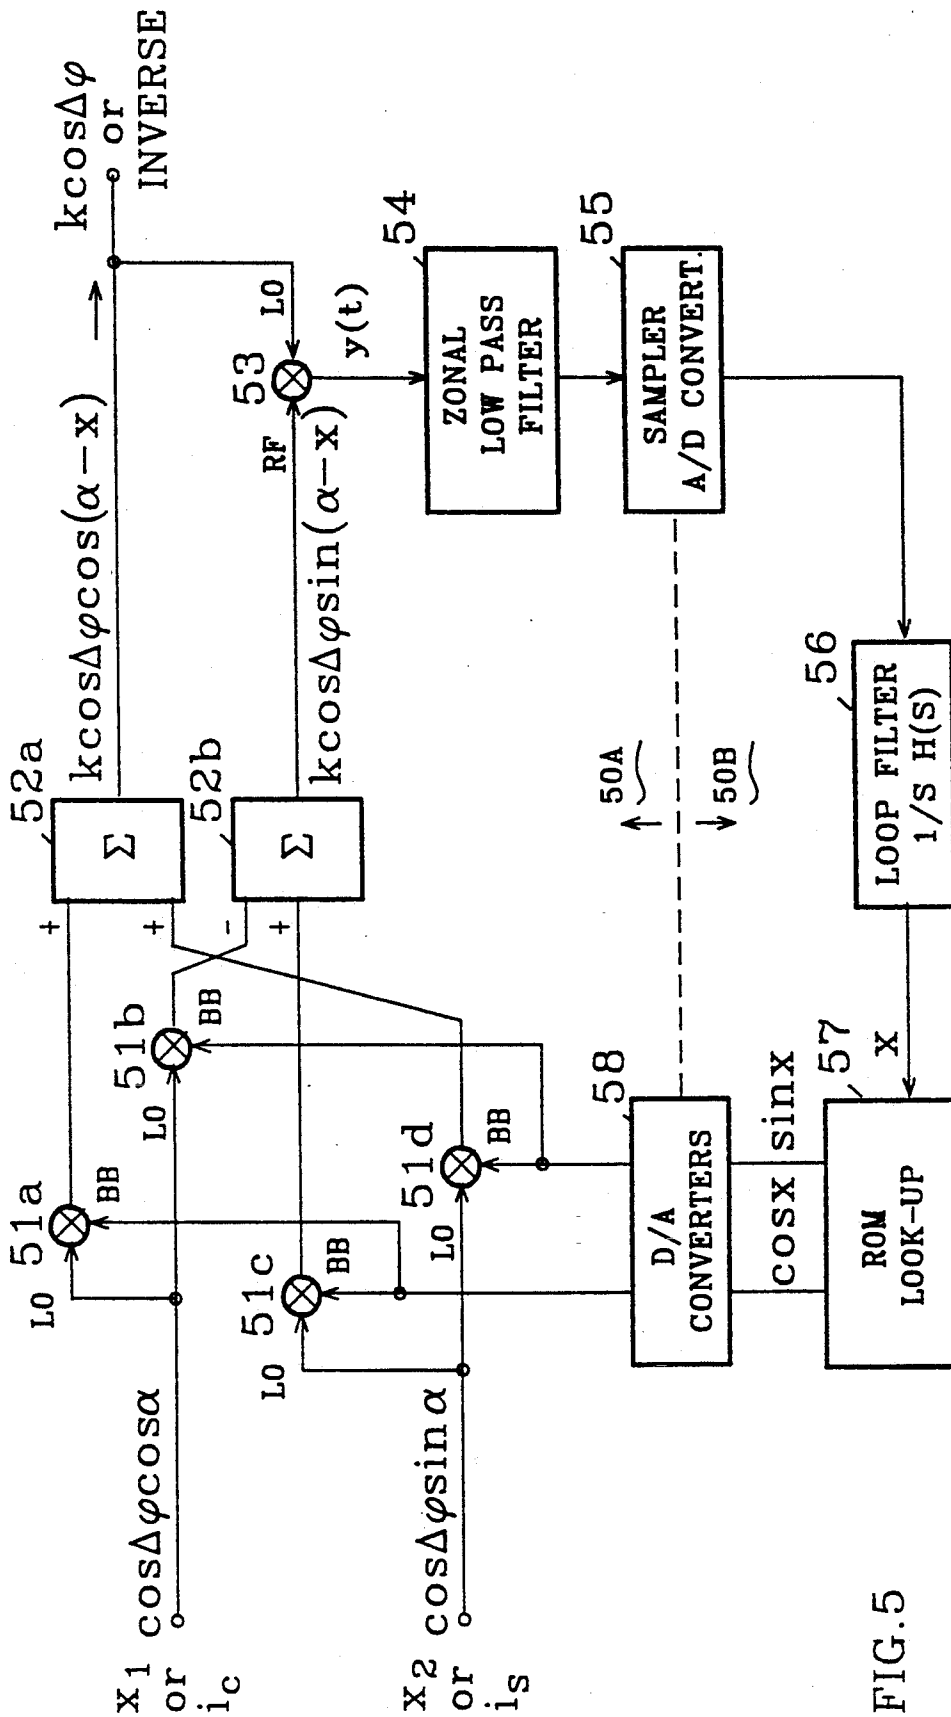 kcosΔφ
or
INVERSE
52a
kcosΔφcos(α−x)
51a
LO
BB
+
+
Σ
x₁
or
i_c
cosΔφcosα
LO
51b
BB
-
+
52b
Σ
kcosΔφsin(α−x)
RF
53
LO
y(t)
51c
LO
BB
x₂
or
i_s
cosΔφsinα
LO
51d
BB
54
ZONAL
LOW PASS
FILTER
55
SAMPLER
A/D CONVERT.
50A
50B
58
D/A
CONVERTERS
cosx
sinx
57
ROM
LOOK-UP
x
56
LOOP FILTER
1/S H(S)
FIG.5